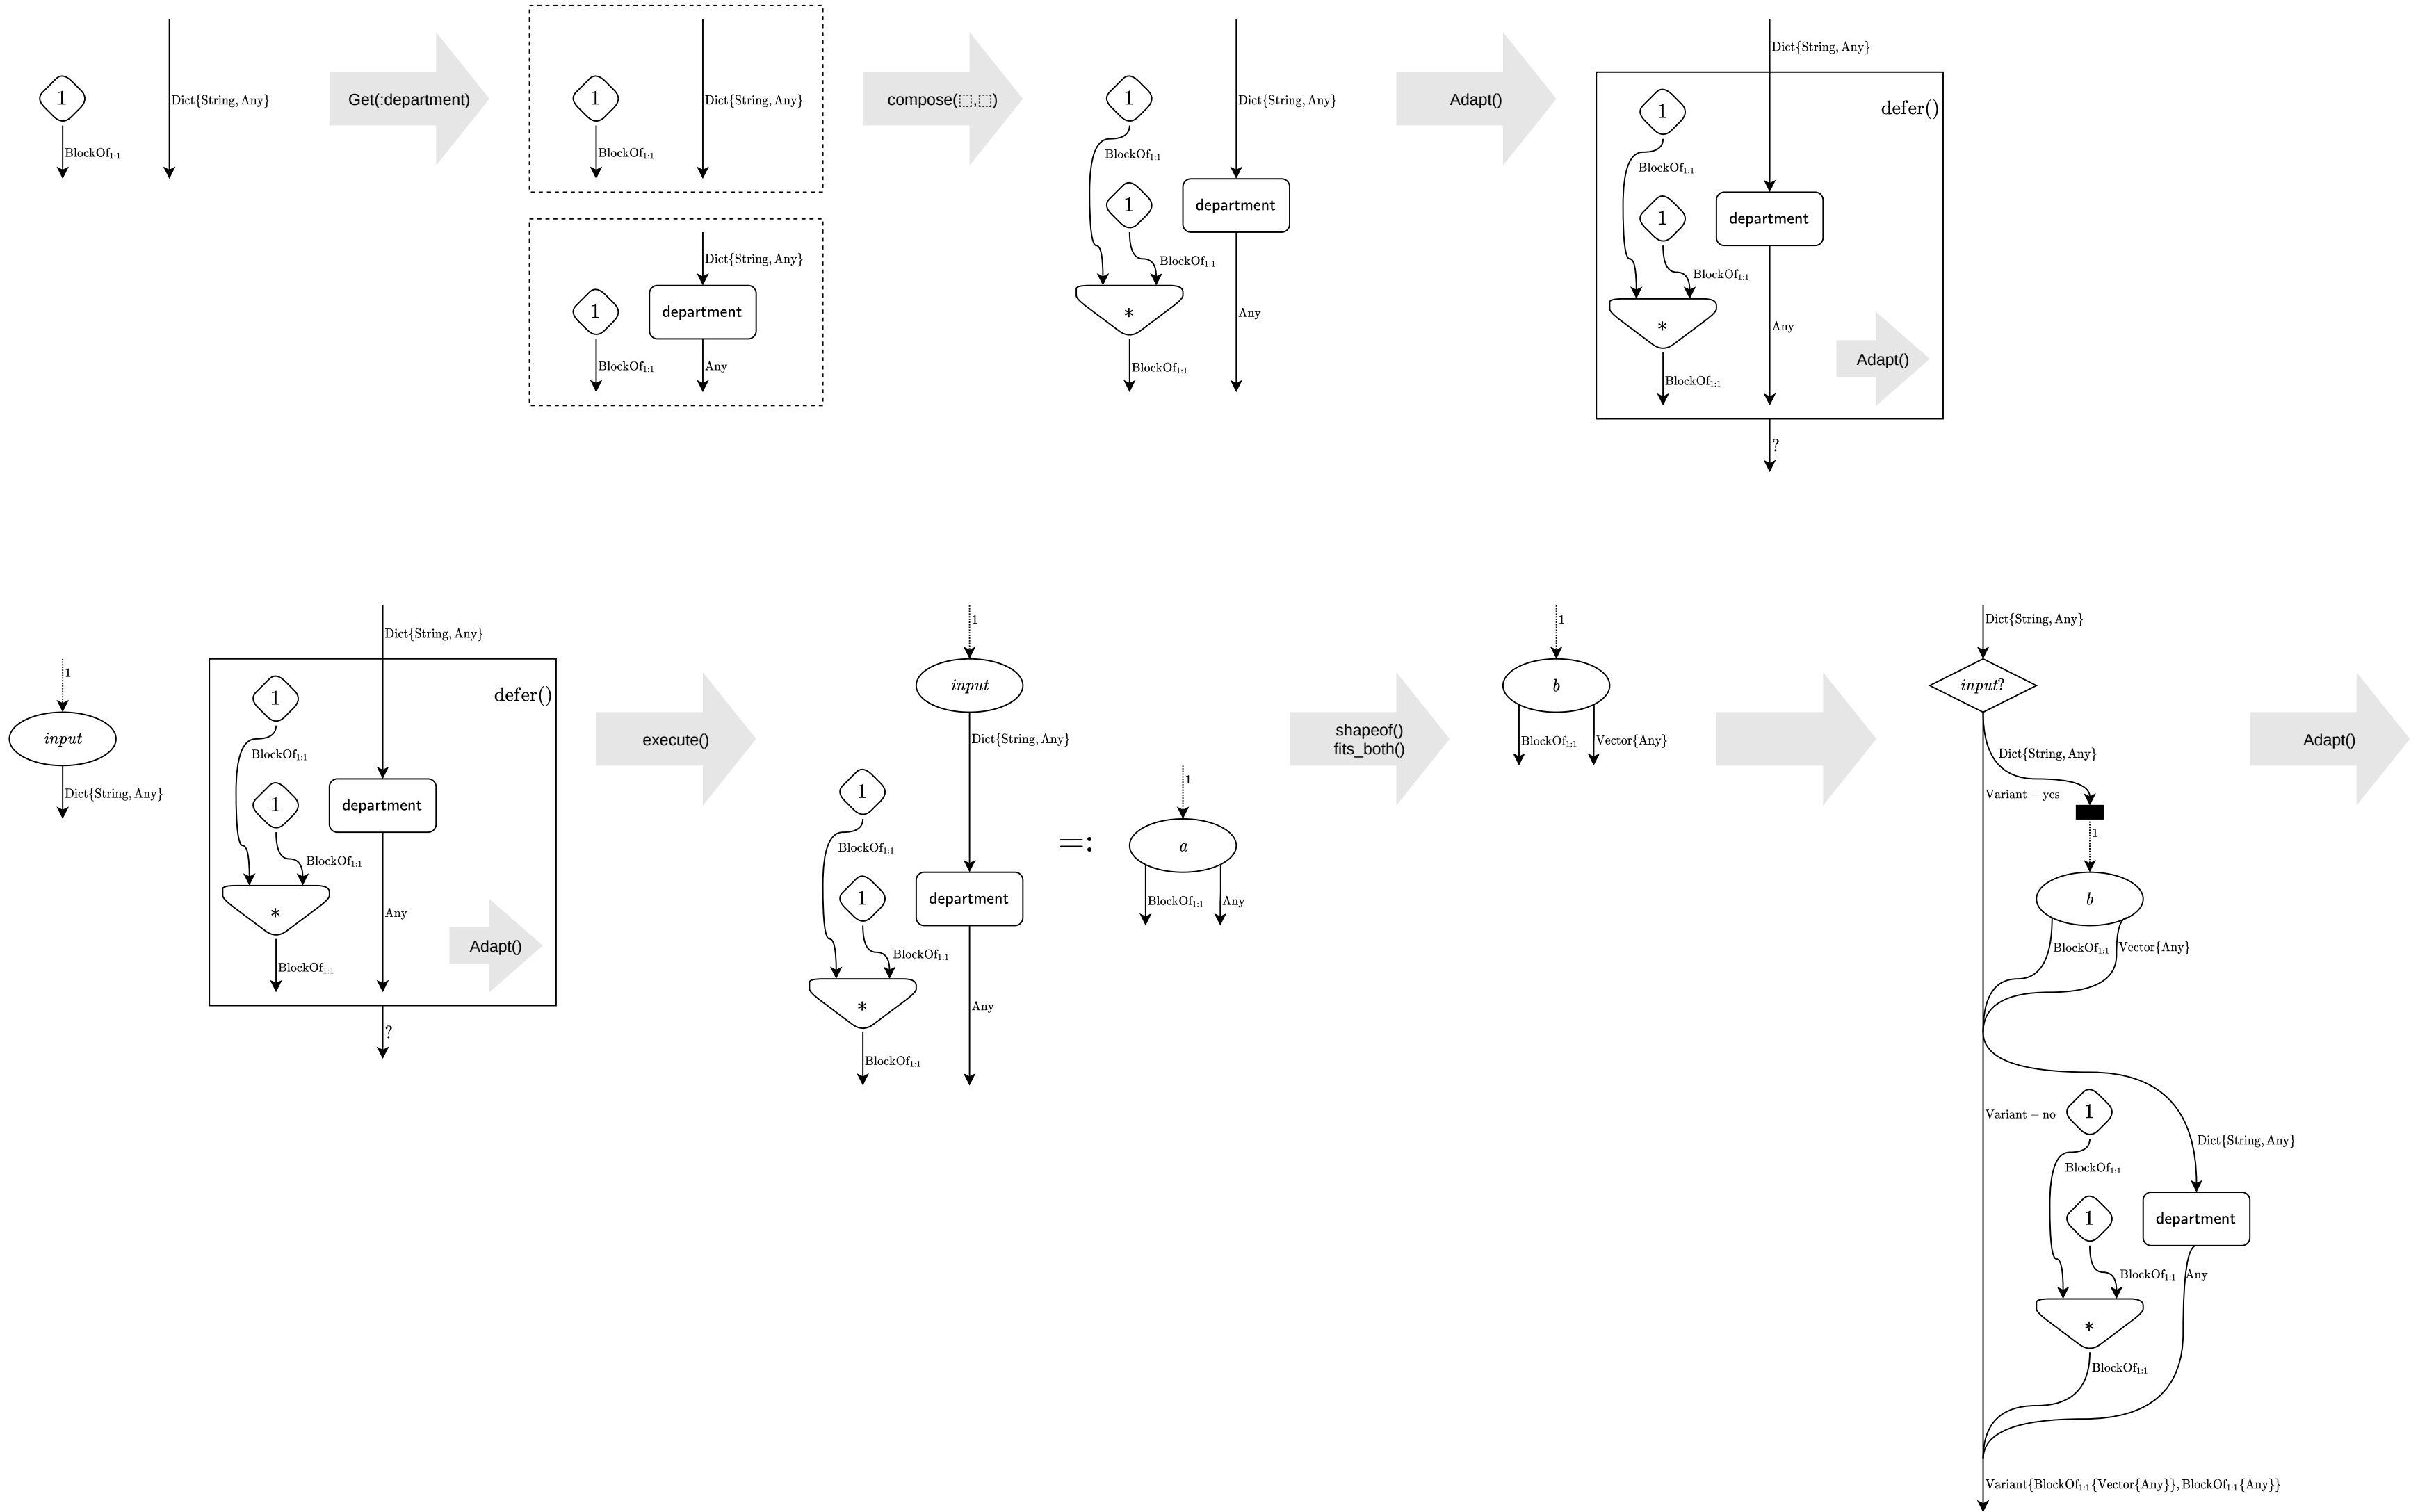 1
BlockOf1:1
Dict{String, Any}
Get(:department)
1
BlockOf1:1
Dict{String, Any}
1
BlockOf1:1
Dict{String, Any}
department
Any
compose(⬚,⬚)
1
BlockOf1:1
1
BlockOf1:1
*
BlockOf1:1
Dict{String, Any}
department
Any
Adapt()
Dict{String, Any}
defer()
1
BlockOf1:1
1
BlockOf1:1
*
BlockOf1:1
department
Any
Adapt()
?
1
input
Dict{String, Any}
Dict{String, Any}
defer()
1
BlockOf1:1
1
BlockOf1:1
*
BlockOf1:1
department
Any
Adapt()
?
execute()
1
input
Dict{String, Any}
1
BlockOf1:1
1
BlockOf1:1
*
BlockOf1:1
department
Any
=:
1
a
BlockOf1:1
Any
shapeof()
fits_both()
1
b
BlockOf1:1
Vector{Any}
Dict{String, Any}
input?
Dict{String, Any}
Variant – yes
1
b
BlockOf1:1
Vector{Any}
Variant – no
1
Dict{String, Any}
BlockOf1:1
1
department
BlockOf1:1
Any
*
BlockOf1:1
Variant{BlockOf1:1{Vector{Any}}, BlockOf1:1{Any}}
Adapt()